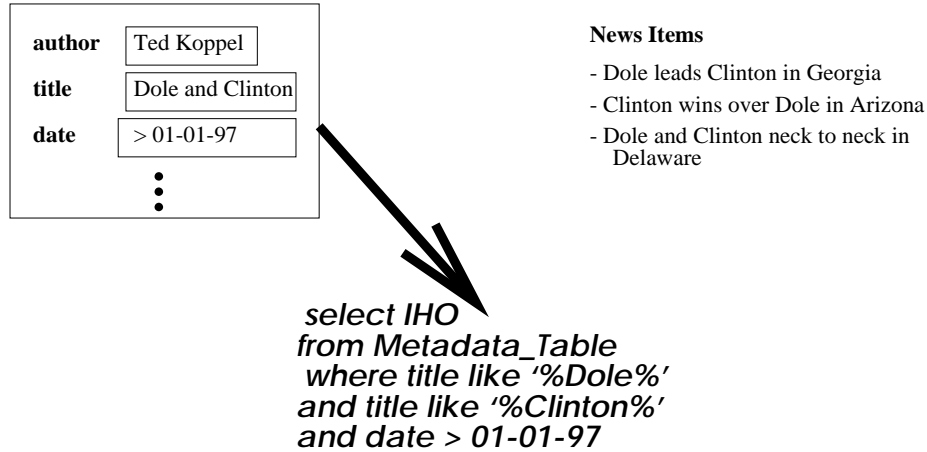 author Ted Koppel
title Dole and Clinton
date > 01-01-97
News Items
- Dole leads Clinton in Georgia
- Clinton wins over Dole in Arizona
- Dole and Clinton neck to neck in
Delaware
select IHO
from Metadata_Table
where title like ‘%Dole%’
and title like ‘%Clinton%’
and date > 01-01-97